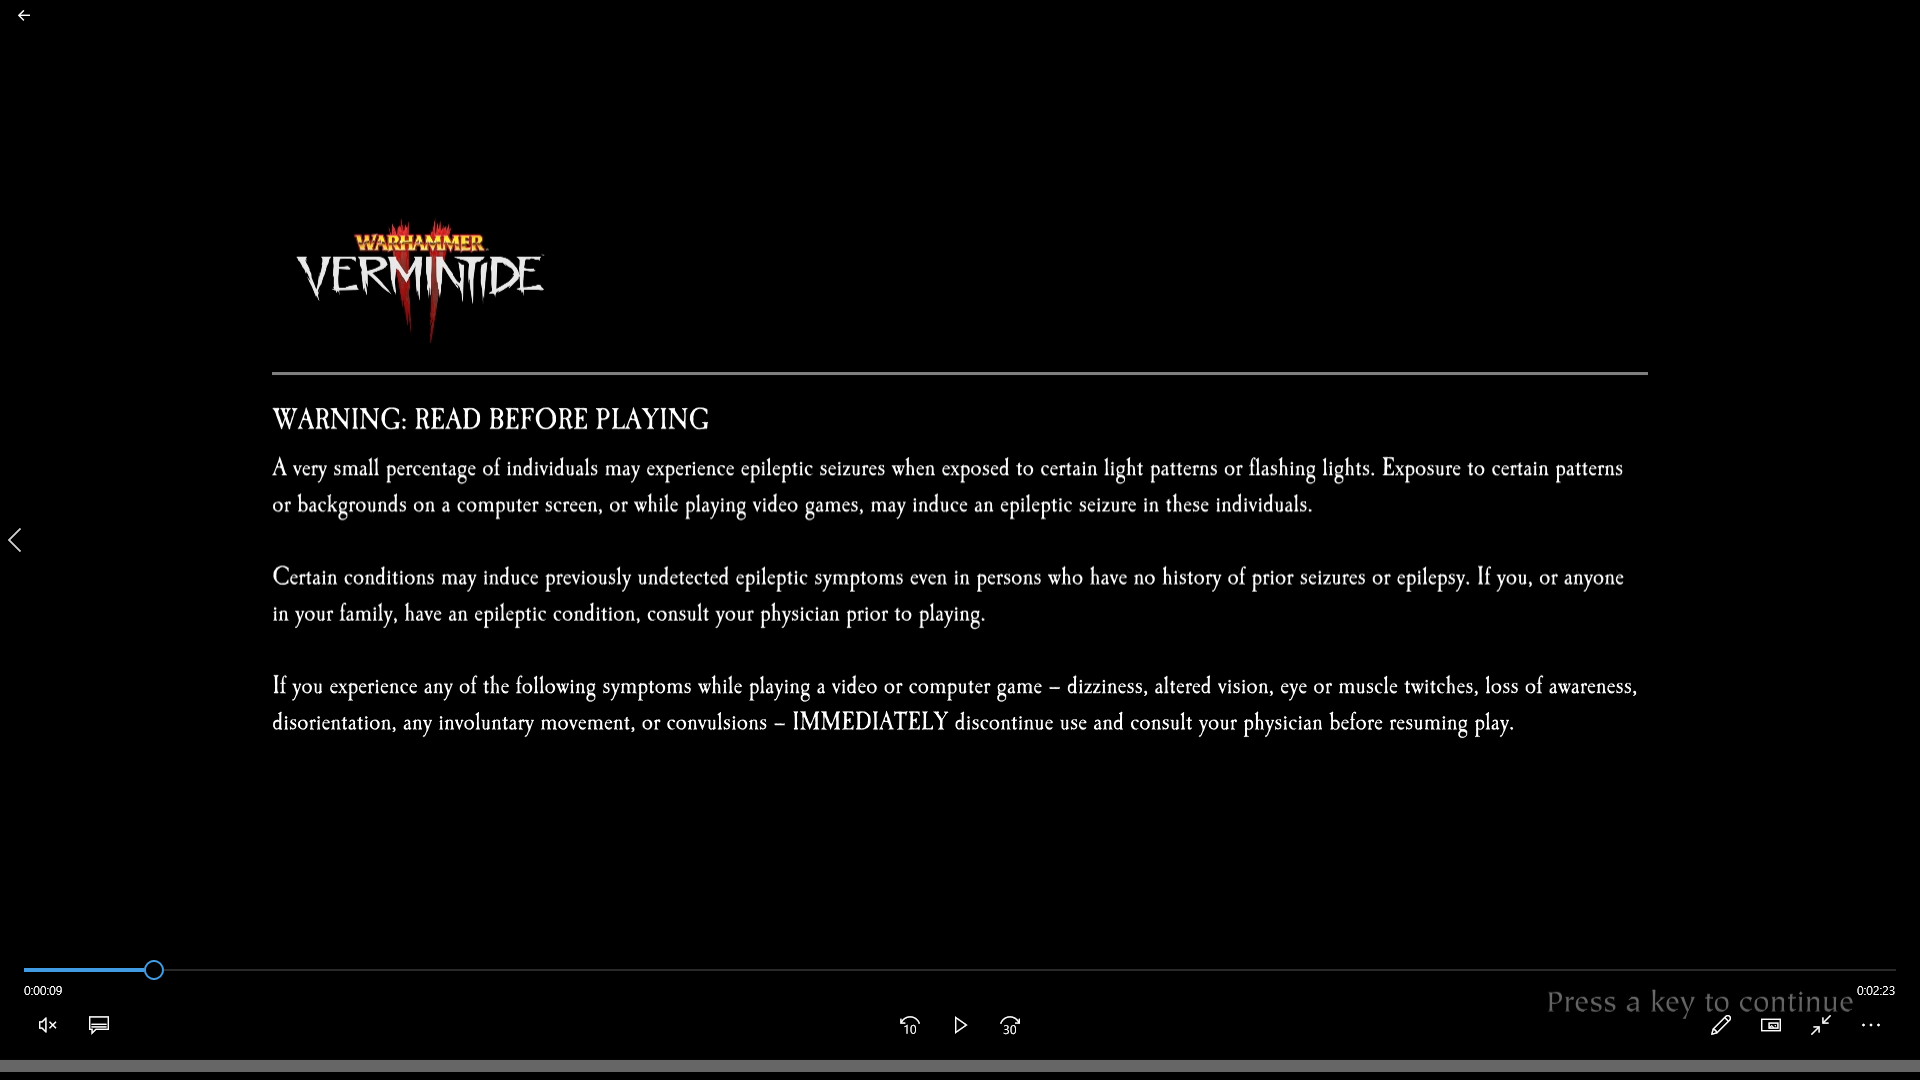 WARHAMMER
VERMINTIDE
II
WARNING: READ BEFORE PLAYING
A very small percentage of individuals may experience epileptic seizures when exposed to certain light patterns or flashing lights. Exposure to certain patterns
or backgrounds on a computer screen, or while playing video games, may induce an epileptic seizure in these individuals.
Certain conditions may induce previously undetected epileptic symptoms even in persons who have no history of prior seizures or epilepsy. If you, or anyone
in your family, have an epileptic condition, consult your physician prior to playing.
If you experience any of the following symptoms while playing a video or computer game – dizziness, altered vision, eye or muscle twitches, loss of awareness,
disorientation, any involuntary movement, or convulsions – IMMEDIATELY discontinue use and consult your physician before resuming play.
0:00:09
0:02:23
Press a key to continue
10
30